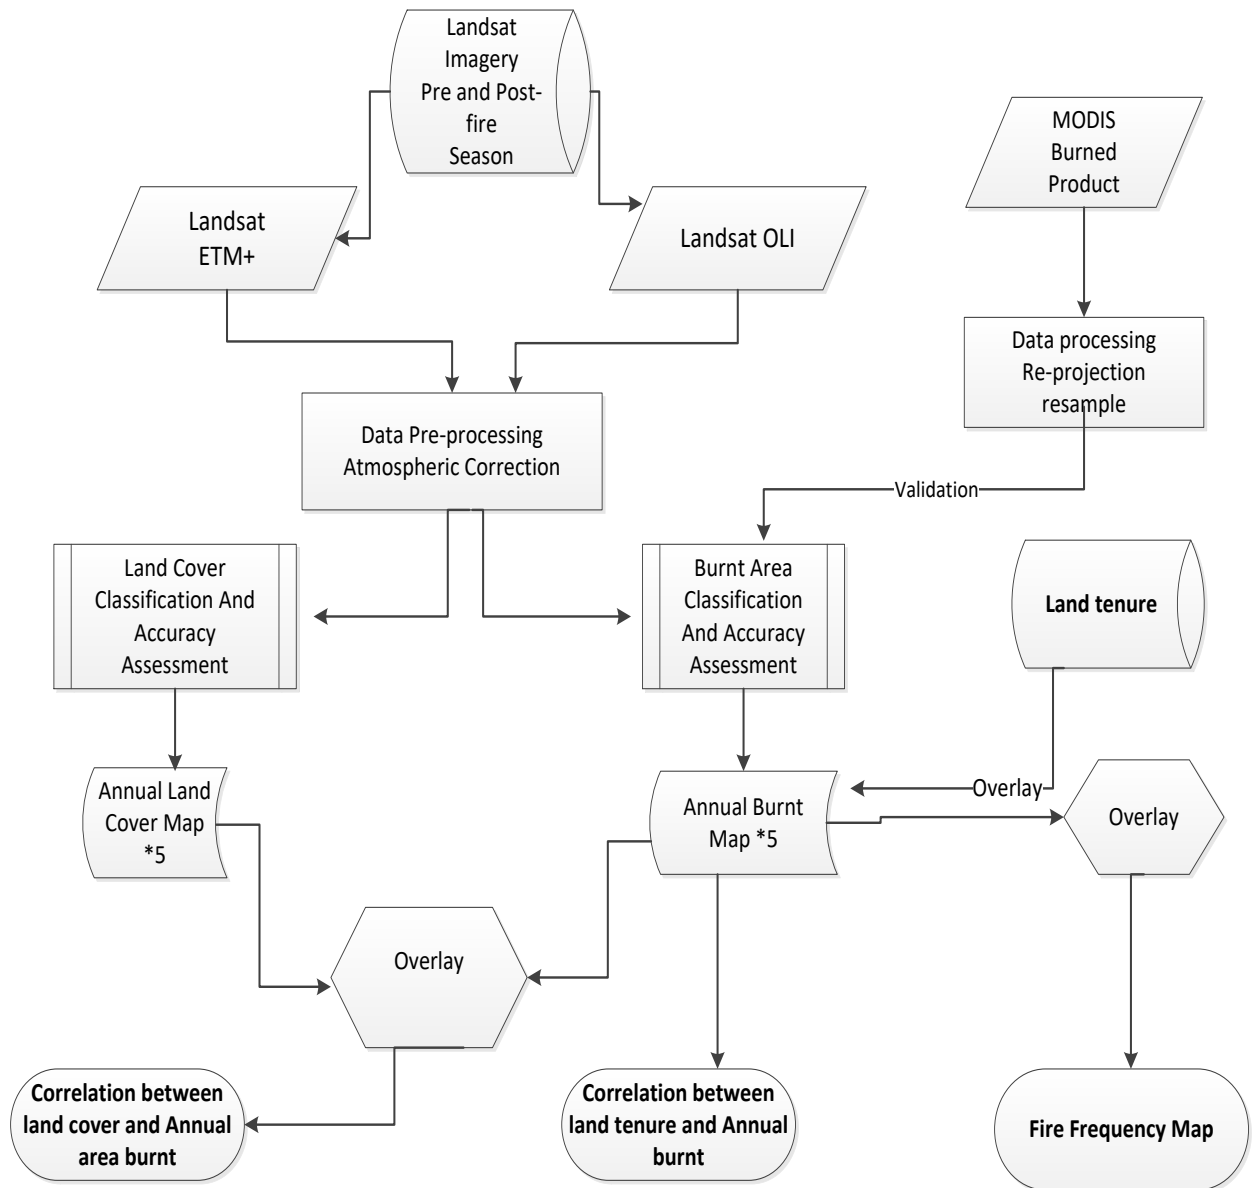 Landsat
Imagery
Pre and Post-
fire
Season
MODIS
Burned
Product
Landsat
ETM+
Landsat OLI
Data processing
Re-projection
resample
Data Pre-processing
Atmospheric Correction
Validation
Land Cover
Classification And
Accuracy
Assessment
Burnt Area
Classification
And Accuracy
Assessment
Land tenure
Annual Land
Cover Map
*5
Annual Burnt
Map *5
Overlay
Overlay
Overlay
Correlation between
land cover and Annual
area burnt
Correlation between
land tenure and Annual
burnt
Fire Frequency Map